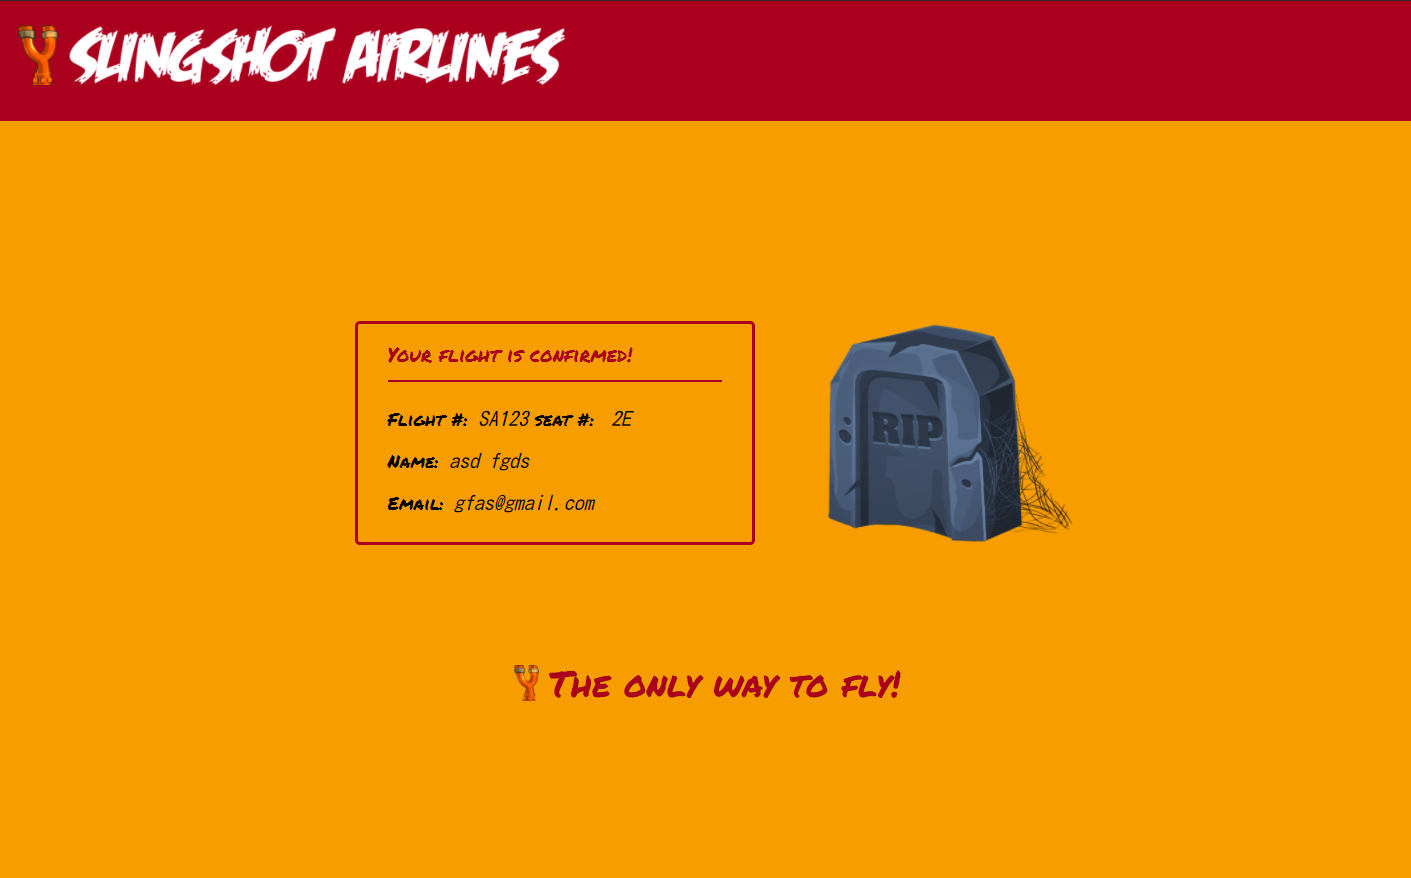 SLINGSHOT AIRLINES
Your flight is confirmed!
Flight #: SA123 seat #: 2E
Name: asd fgds
Email: gfas@gmail.com
RIP
The only way to fly!